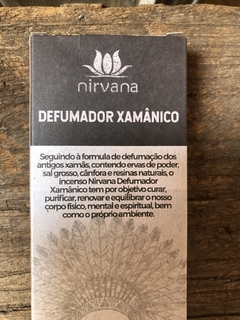 nirvana
DEFUMADOR XAMÂNICO
Seguindo à formula de defumação dos
antigos xamãs, contendo ervas de poder,
sal grosso, cânfora e resinas naturais, o
incenso Nirvana Defumador
Xamânico tem por objetivo curar,
purificar, renovar e equilibrar o nosso
corpo físico, mental e espiritual, bem
como o próprio ambiente.